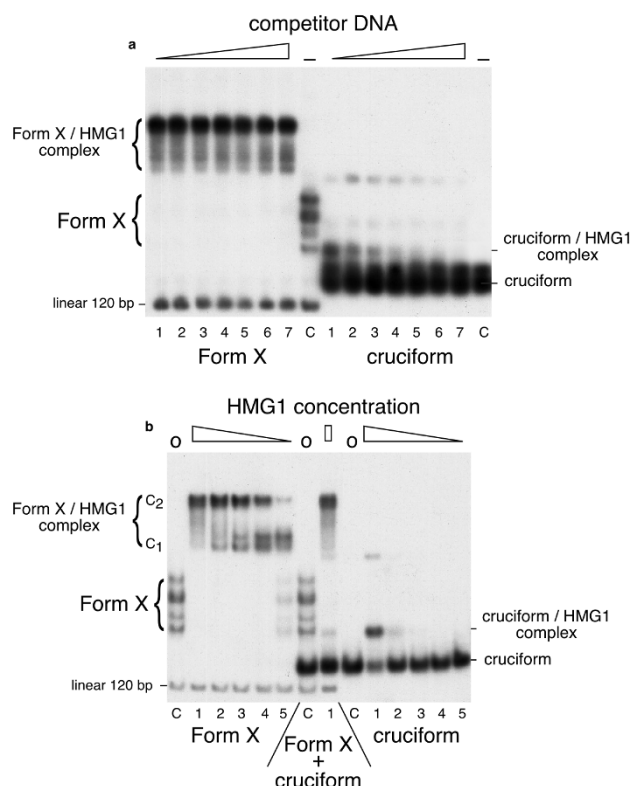 competitor DNA
a
–
–
Form X / HMG1
complex
Form X
cruciform / HMG1
complex
cruciform
linear 120 bp
1 2 3 4 5 6 7 C 1 2 3 4 5 6 7 C
Form X cruciform
HMG1 concentration
b
O O O
Form X / HMG1
complex
C2
C1
Form X
cruciform / HMG1
complex
cruciform
linear 120 bp
C 1 2 3 4 5 C 1 C 1 2 3 4 5
Form X
Form X
+
cruciform
cruciform